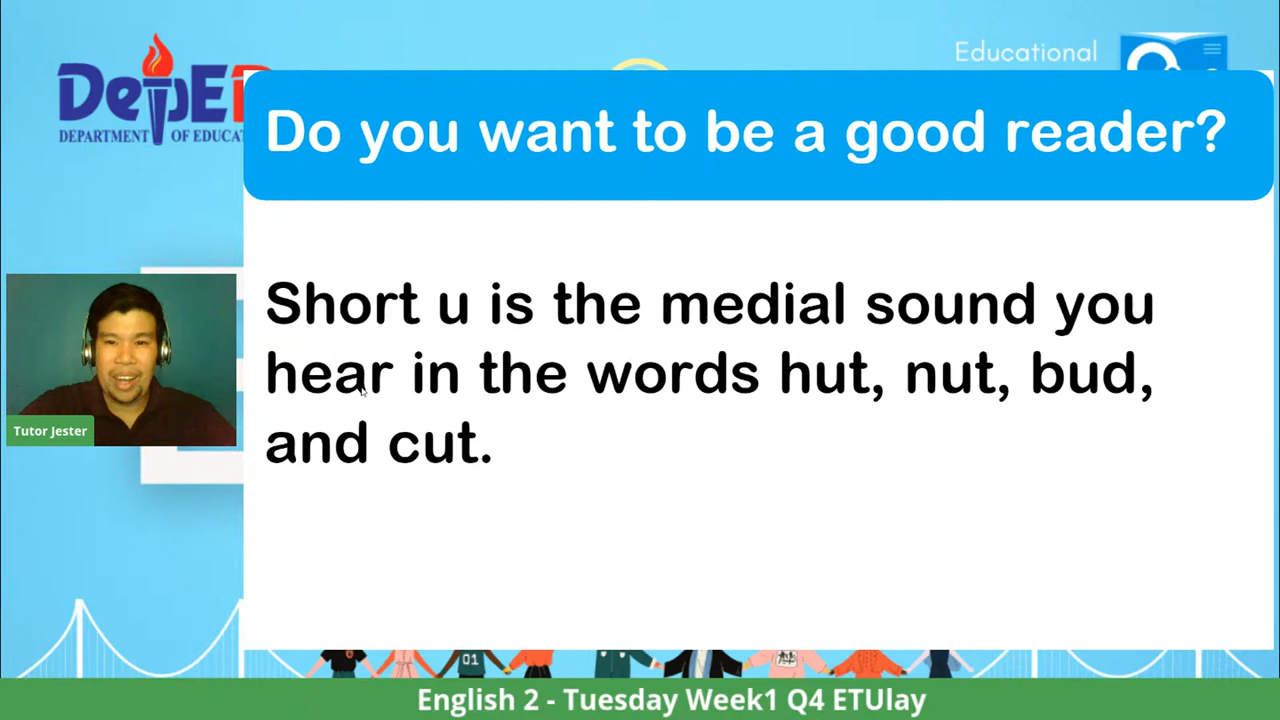 DepED
DEPARTMENT OF EDUCAT
Educational
Do you want to be a good reader?
Short u is the medial sound you
hear in the words hut, nut, bud,
and cut.
Tutor Jester
01
English 2 - Tuesday Week1 Q4 ETUlay